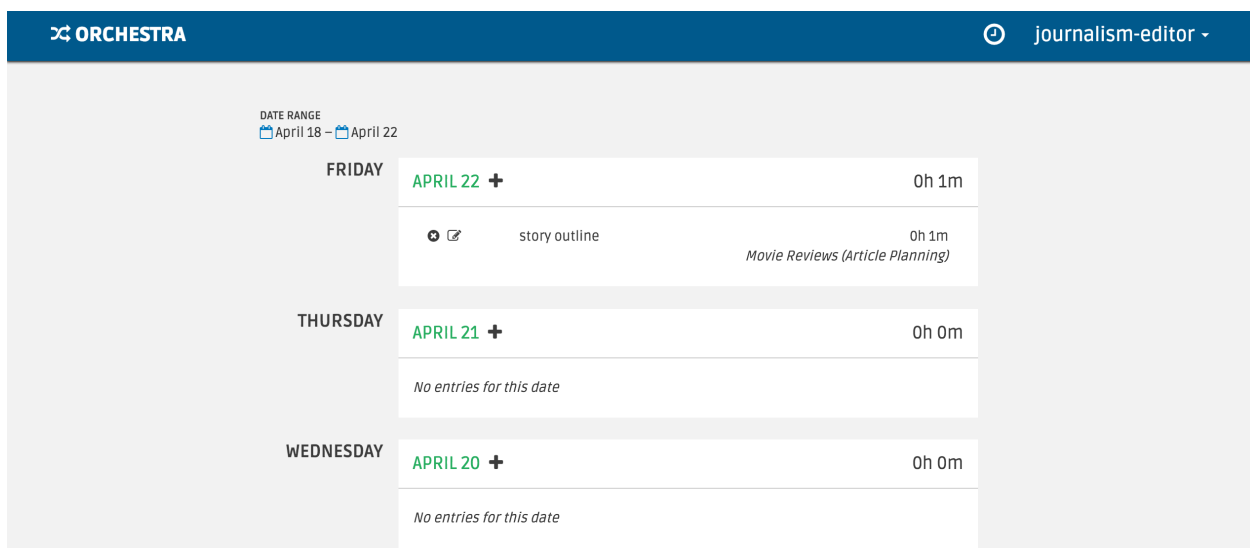 ORCHESTRA journalism-editor
DATE RANGE
April 18 – April 22
FRIDAY
APRIL 22 0h 1m
story outline 0h 1m
Movie Reviews (Article Planning)
THURSDAY
APRIL 21 0h 0m
No entries for this date
WEDNESDAY
APRIL 20 0h 0m
No entries for this date